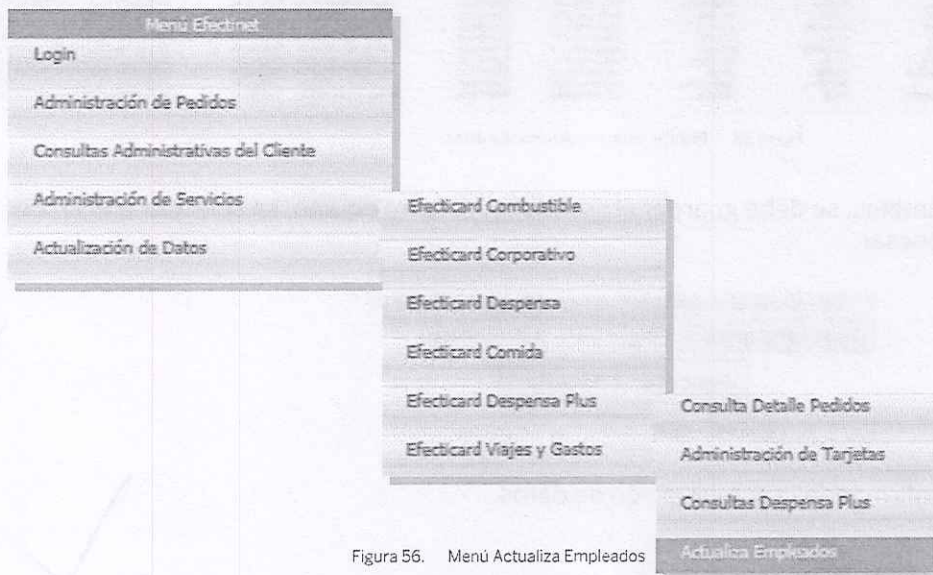 Menú Efectinet
Login
Administración de Pedidos
Consultas Administrativas del Cliente
Administración de Servicios
Actualización de Datos
Efecticard Combustible
Efecticard Corporativo
Efecticard Despensa
Efecticard Comida
Efecticard Despensa Plus
Efecticard Viajes y Gastos
Consulta Detalle Pedidos
Administración de Tarjetas
Consultas Despensa Plus
Actualiza Empleados
Figura 56. Menú Actualiza Empleados